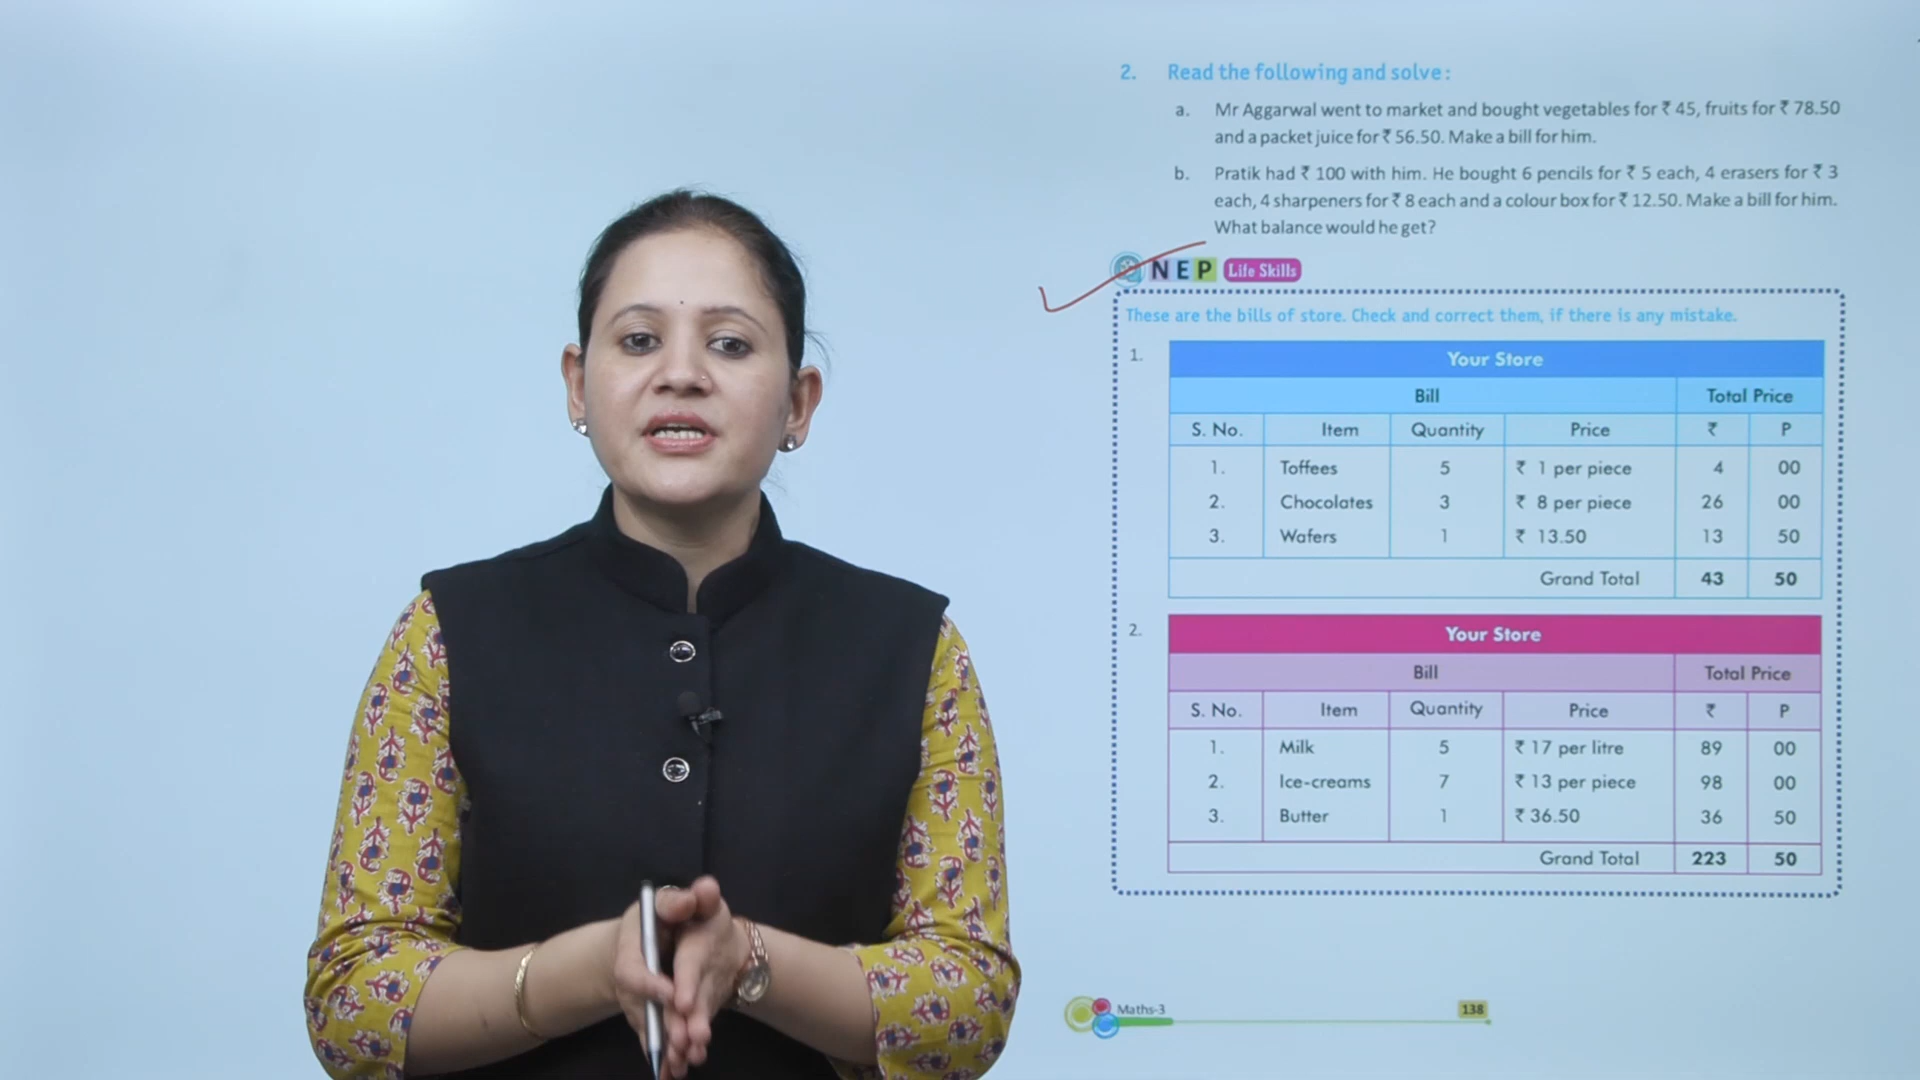 2. Read the following and solve :
a. Mr Aggarwal went to market and bought vegetables for ₹ 45, fruits for ₹ 78.50
and a packet juice for ₹ 56.50. Make a bill for him.
b. Pratik had ₹ 100 with him. He bought 6 pencils for ₹ 5 each, 4 erasers for ₹ 3
each, 4 sharpeners for ₹ 8 each and a colour box for ₹ 12.50. Make a bill for him.
What balance would he get?
NEP Life Skills
These are the bills of store. Check and correct them, if there is any mistake.
1. Your Store
Bill Total Price
S. No. Item Quantity Price ₹ P
1. Toffees 5 ₹ 1 per piece 4 00
2. Chocolates 3 ₹ 8 per piece 26 00
3. Wafers 1 ₹ 13.50 13 50
Grand Total 43 50
2. Your Store
Bill Total Price
S. No. Item Quantity Price ₹ P
1. Milk 5 ₹ 17 per litre 89 00
2. Ice-creams 7 ₹ 13 per piece 98 00
3. Butter 1 ₹ 36.50 36 50
Grand Total 223 50
Maths-3 138